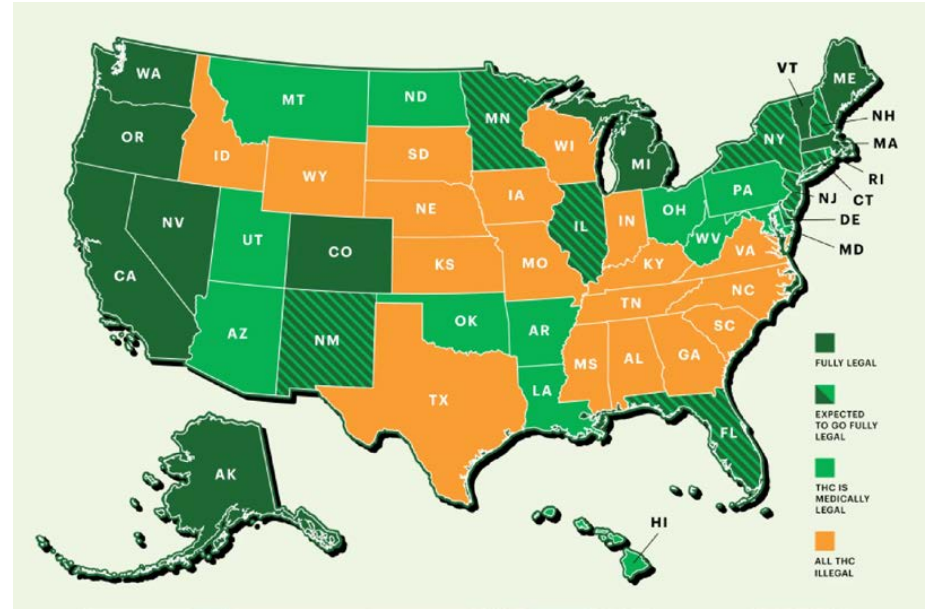 WA
OR
CA
NV
ID
MT
WY
UT
AZ
CO
NM
ND
SD
NE
KS
OK
TX
MN
IA
MO
AR
LA
WI
IL
MI
IN
OH
KY
TN
MS
AL
GA
WV
VA
NC
SC
FL
PA
NY
VT
ME
NH
MA
RI
CT
NJ
DE
MD
AK
HI
FULLY LEGAL
EXPECTED
TO GO FULLY
LEGAL
THC IS
MEDICALLY
LEGAL
ALL THC
ILLEGAL